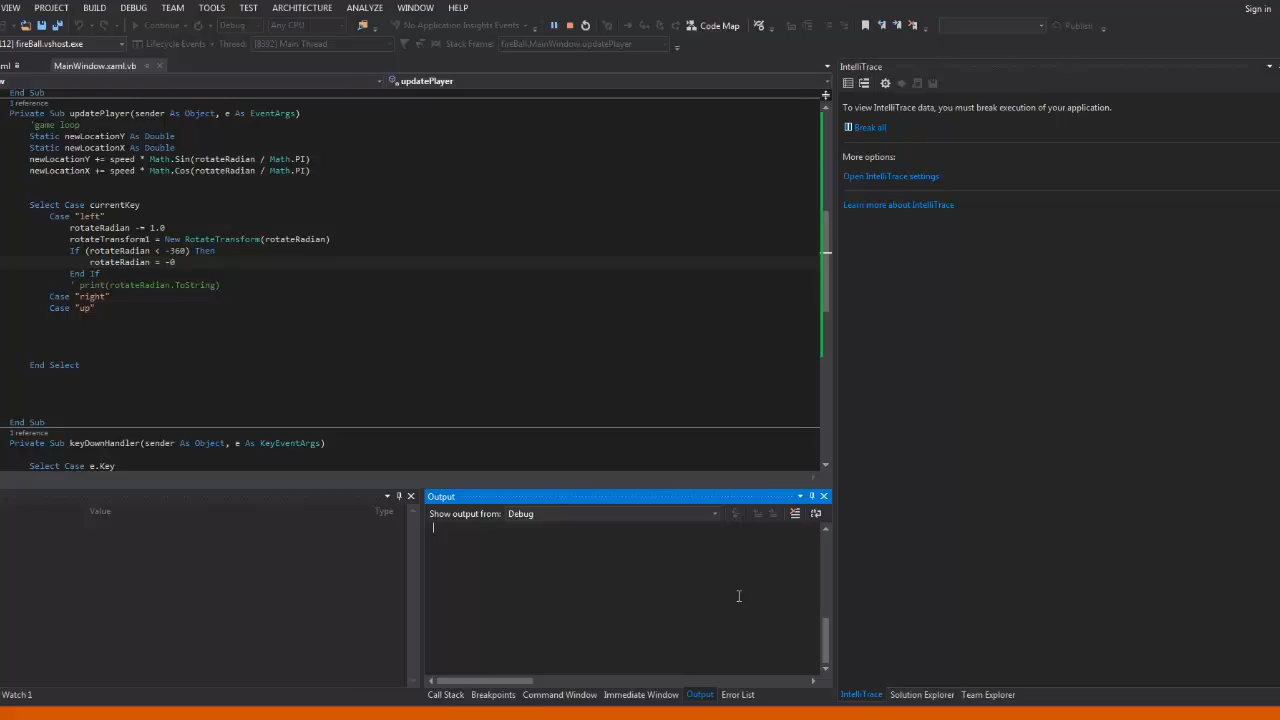 VIEW PROJECT BUILD DEBUG TEAM TOOLS TEST ARCHITECTURE ANALYZE WINDOW HELP Sign in
Continue Debug Any CPU No Application Insights Events Code Map Publish
12] fireBall.vshost.exe Lifecycle Events Thread: [8392] Main Thread Stack Frame: fireBall.MainWindow.updatePlayer
ml MainWindow.xaml.vb IntelliTrace
w updatePlayer
End Sub
1 reference
Private Sub updatePlayer(sender As Object, e As EventArgs)
'game loop
Static newLocationY As Double
Static newLocationX As Double
newLocationY += speed * Math.Sin(rotateRadian / Math.PI)
newLocationX += speed * Math.Cos(rotateRadian / Math.PI)
Select Case currentKey
Case "left"
rotateRadian -= 1.0
rotateTransform1 = New RotateTransform(rotateRadian)
If (rotateRadian < -360) Then
rotateRadian = -0
End If
' print(rotateRadian.ToString)
Case "right"
Case "up"
End Select
End Sub
1 reference
Private Sub keyDownHandler(sender As Object, e As KeyEventArgs)
Select Case e.Key
To view IntelliTrace data, you must break execution of your application.
Break all
More options:
Open IntelliTrace settings
Learn more about IntelliTrace
Value Type
Output
Show output from: Debug
Watch 1
Call Stack Breakpoints Command Window Immediate Window Output Error List
IntelliTrace Solution Explorer Team Explorer